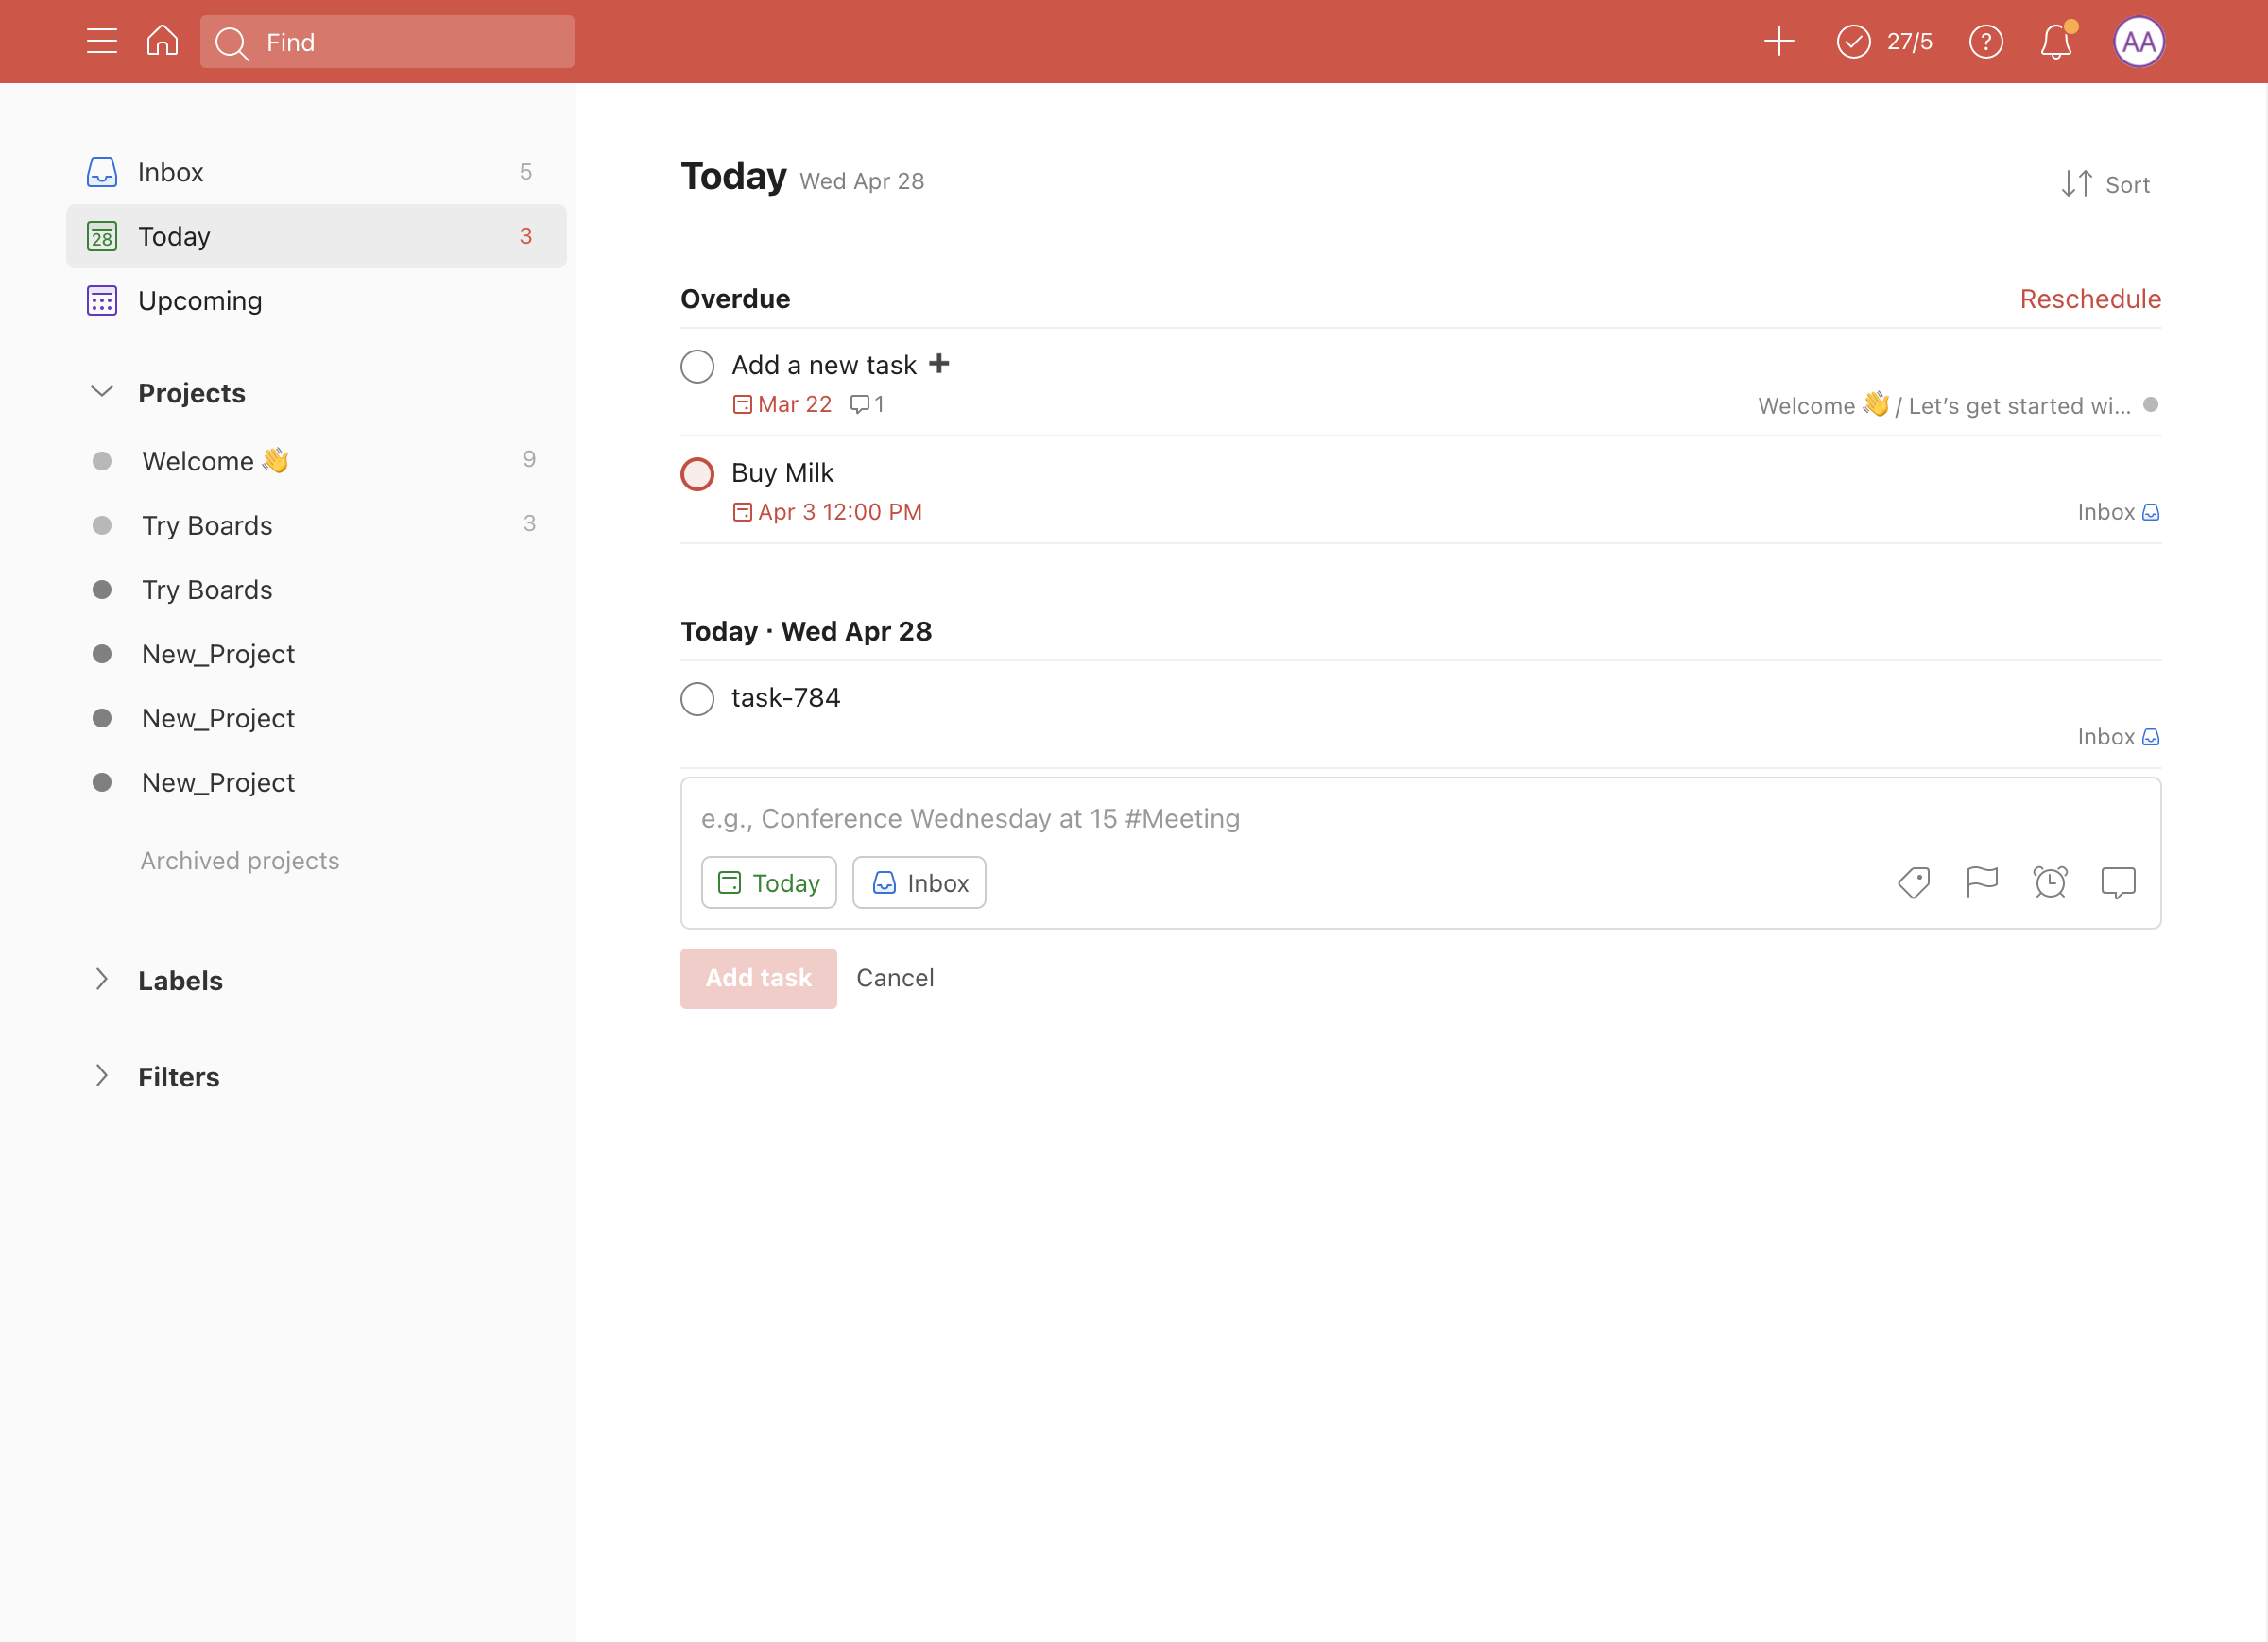 Find
27/5
AA
Inbox 5
28 Today 3
Upcoming
Projects
Welcome 👋 9
Try Boards 3
Try Boards
New_Project
New_Project
New_Project
Archived projects
Labels
Filters
Today Wed Apr 28
Sort
Overdue
Reschedule
Add a new task ➕
Mar 22 1
Welcome 👋 / Let’s get started wi...
Buy Milk
Apr 3 12:00 PM
Inbox
Today · Wed Apr 28
task-784
Inbox
e.g., Conference Wednesday at 15 #Meeting
Today Inbox
Add task Cancel